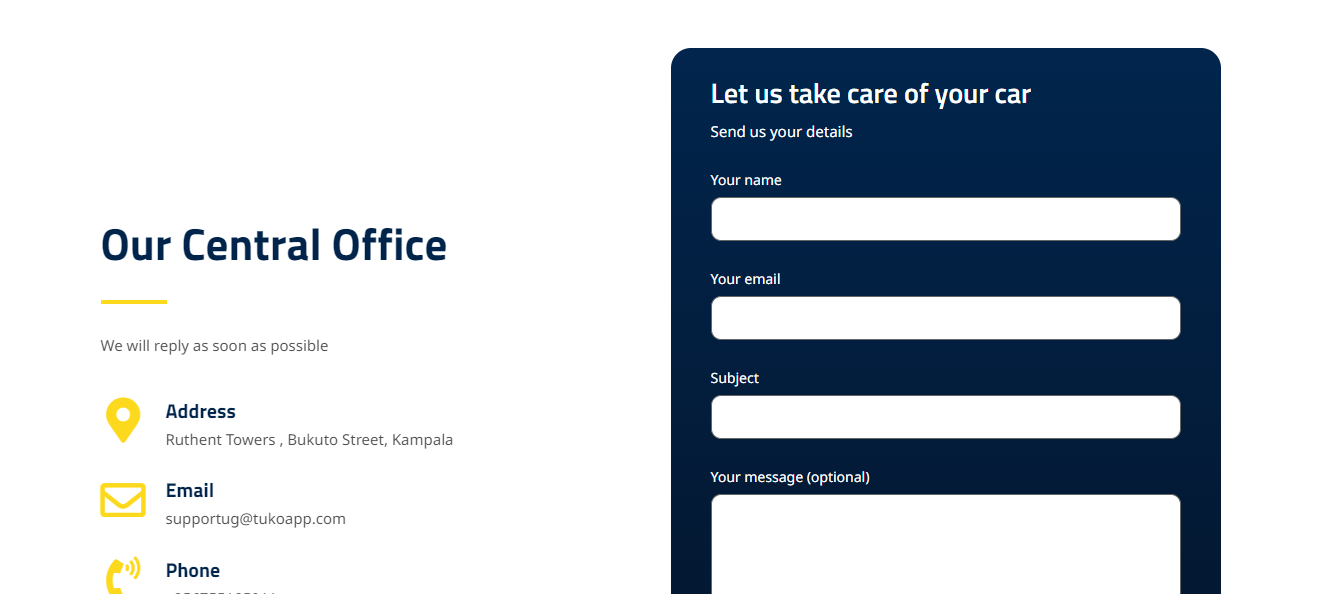 Our Central Office
We will reply as soon as possible
Address
Ruthent Towers , Bukuto Street, Kampala
Email
supportug@tukoapp.com
Phone
Let us take care of your car
Send us your details
Your name
Your email
Subject
Your message (optional)